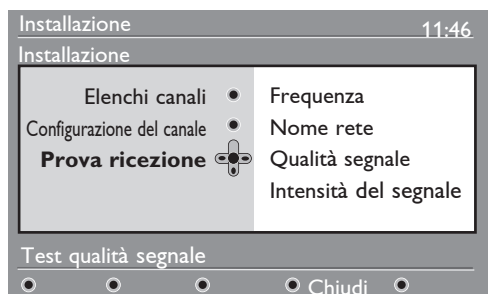 Installazione 11:46
Installazione
Elenchi canali
Configurazione del canale
Prova ricezione
Frequenza
Nome rete
Qualità segnale
Intensità del segnale
Test qualità segnale
Chiudi